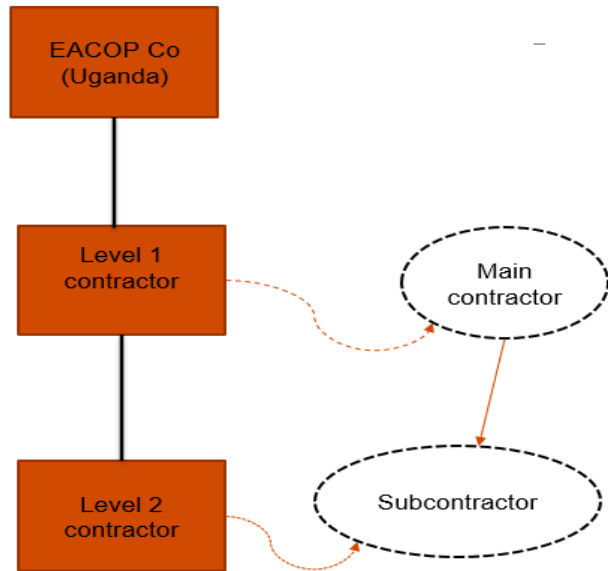 EACOP Co
(Uganda)
Level 1
contractor
Main
contractor
Level 2
contractor
Subcontractor